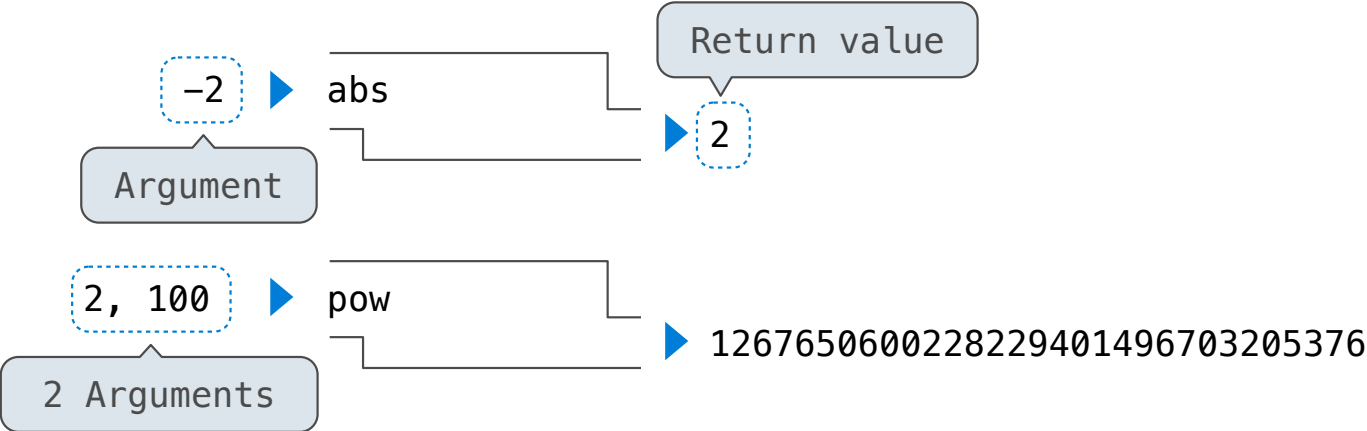 Return value
−2
abs
2
Argument
2, 100
pow
1267650600228229401496703205376
2 Arguments